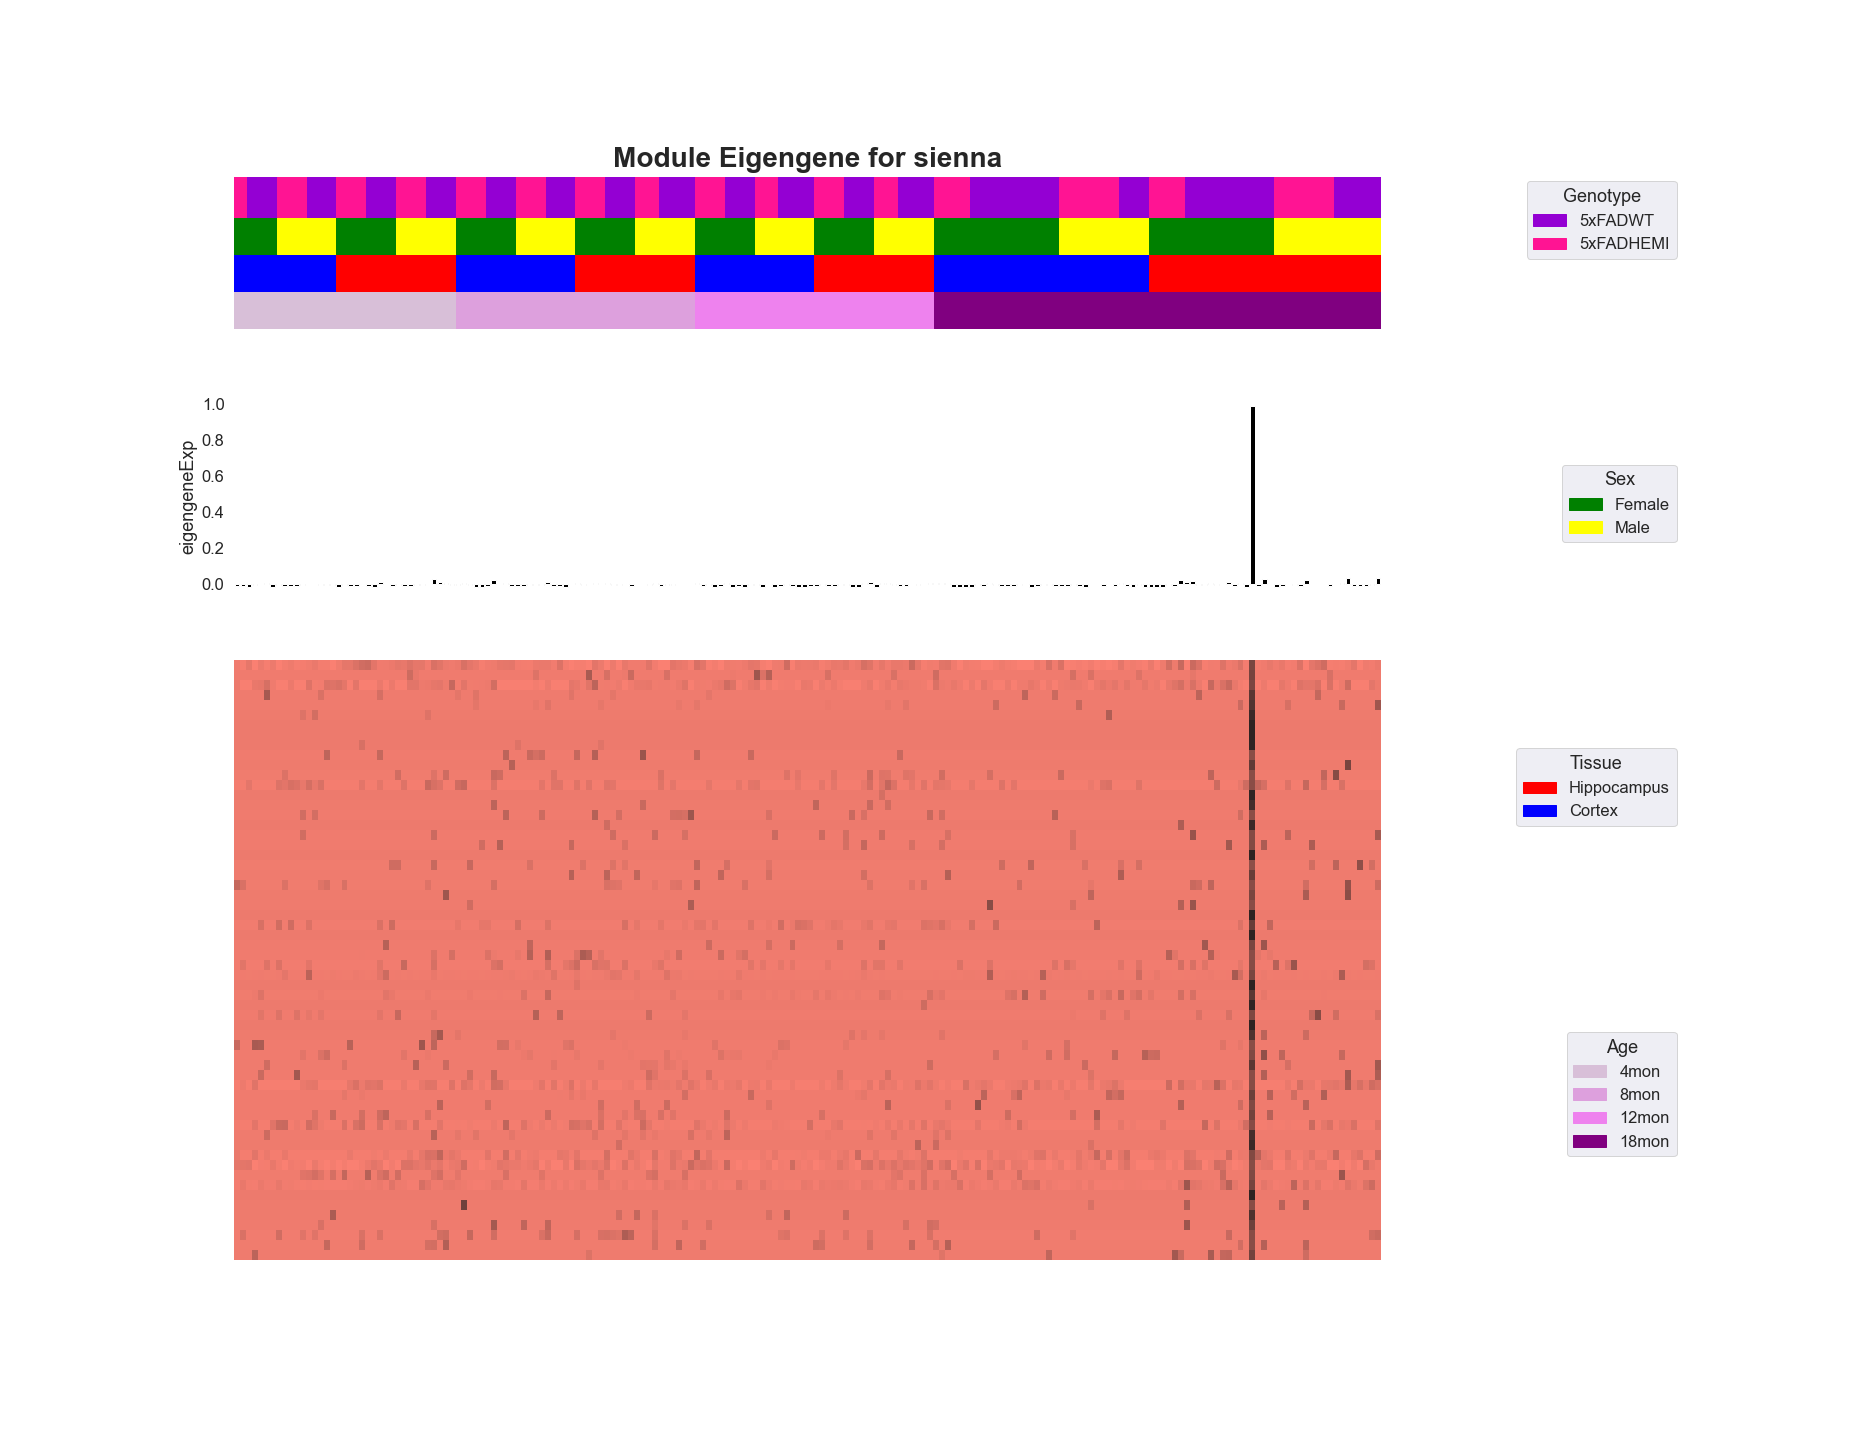 Module Eigengene for sienna
Genotype
5xFADWT
5xFADHEMI
1.0
0.8
0.6
0.4
0.2
0.0
eigengeneExp
Sex
Female
Male
Tissue
Hippocampus
Cortex
Age
4mon
8mon
12mon
18mon